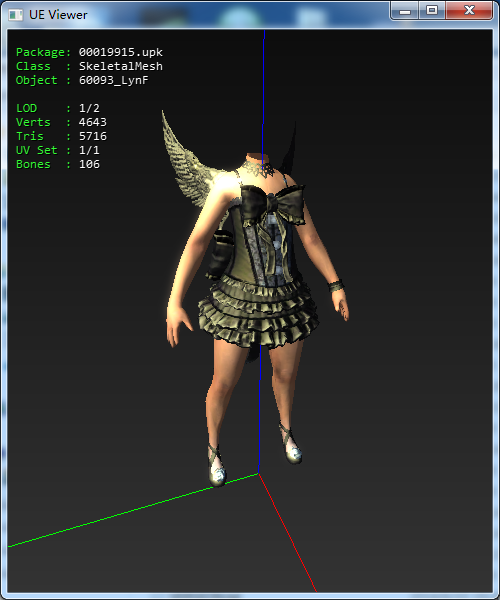 UE Viewer
Package: 00019915.upk
Class : SkeletalMesh
Object : 60093_LynF
LOD : 1/2
Verts : 4643
Tris : 5716
UV Set : 1/1
Bones : 106